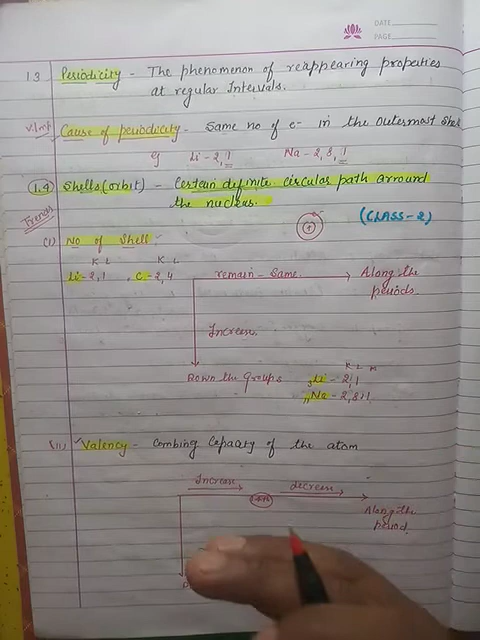 DATE
PAGE
1.3 Periodicity - The phenomenon of reappearing properties
at regular Intervals.
V.Imp Cause of periodicity - Same no of e- in the outermost Shell
eg Li - 2, 1 Na - 2, 8, 1
1.4 Shells (orbit) - Certain definite circular path arround
the nucleus.
Trends
(CLASS-2)
(i) No of Shell:
K L K L
Li - 2, 1 , C - 2, 4
remain - Same. Along the
periods.
Increase.
Down the Groups
K L M
3Li - 2, 1
11Na - 2, 8, 1
(ii) Valency - Combing Capacity of the atom
Increase decrease
Along the
period.